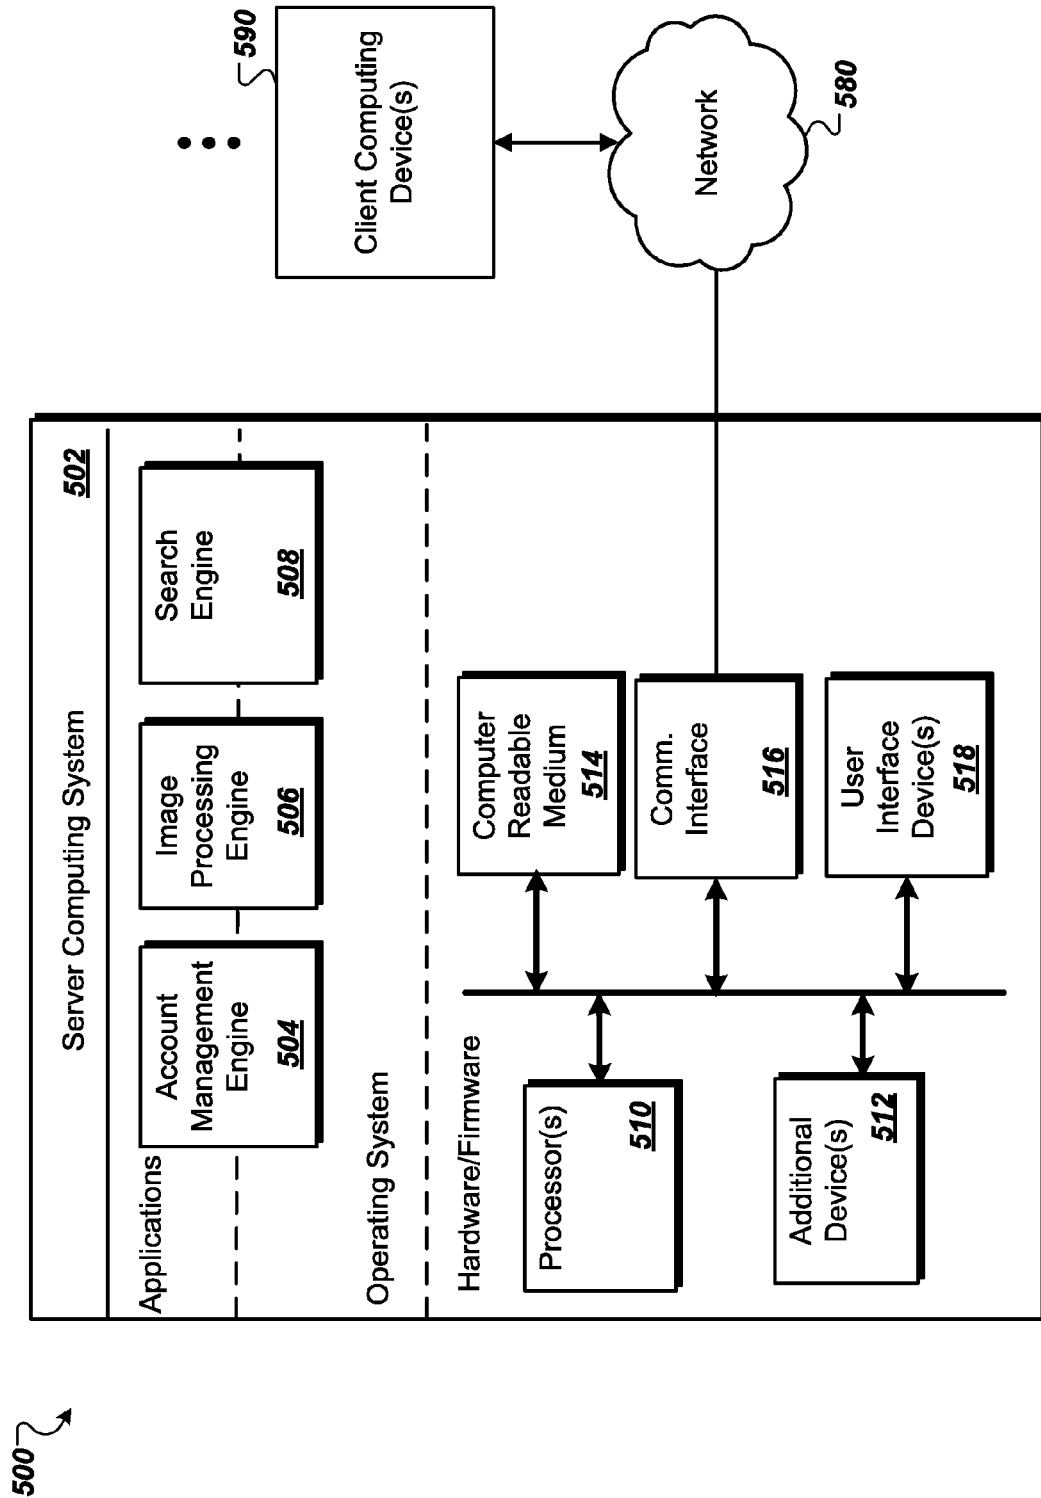 500
Server Computing System
502
Applications
Account
Management
Engine
504
Image
Processing
Engine
506
Search
Engine
508
Operating System
Hardware/Firmware
Processor(s)
510
Additional
Device(s)
512
Computer
Readable
Medium
514
Comm.
Interface
516
User
Interface
Device(s)
518
Client Computing
Device(s)
590
Network
580